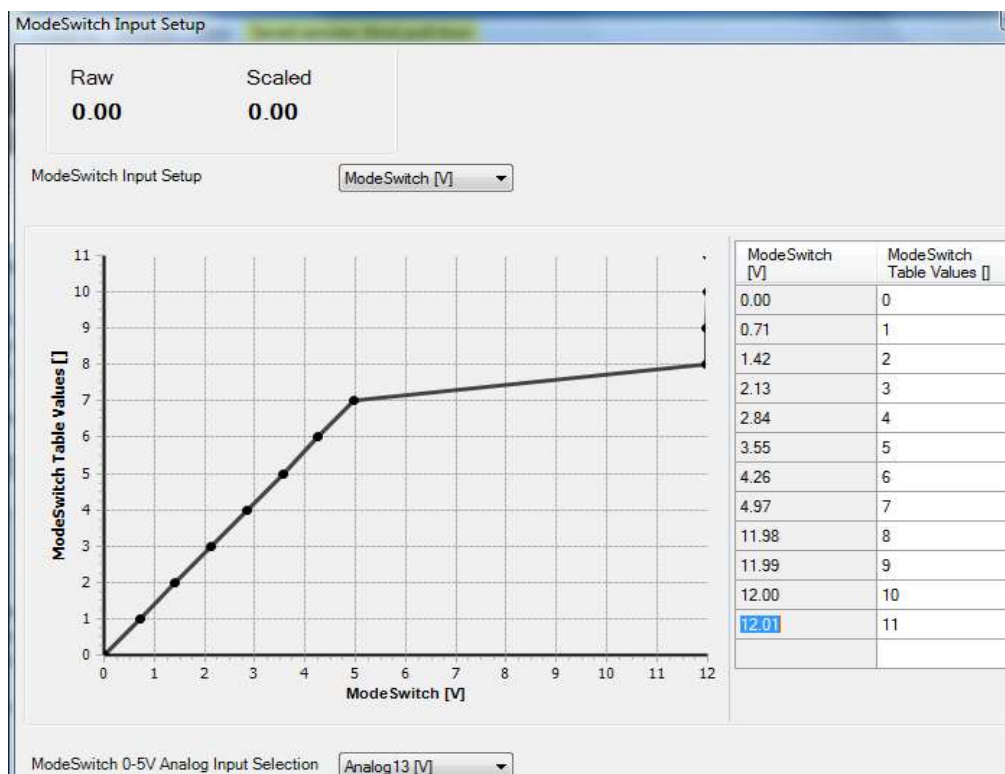 ModeSwitch Input Setup
Raw Scaled
0.00 0.00
ModeSwitch Input Setup ModeSwitch [V]
ModeSwitch Table Values []
11
10
9
8
7
6
5
4
3
2
1
0
0 1 2 3 4 5 6 7 8 9 10 11 12
ModeSwitch [V]
ModeSwitch ModeSwitch
[V] Table Values []
0.00 0
0.71 1
1.42 2
2.13 3
2.84 4
3.55 5
4.26 6
4.97 7
11.98 8
11.99 9
12.00 10
12.01 11
ModeSwitch 0-5V Analog Input Selection Analog13 [V]